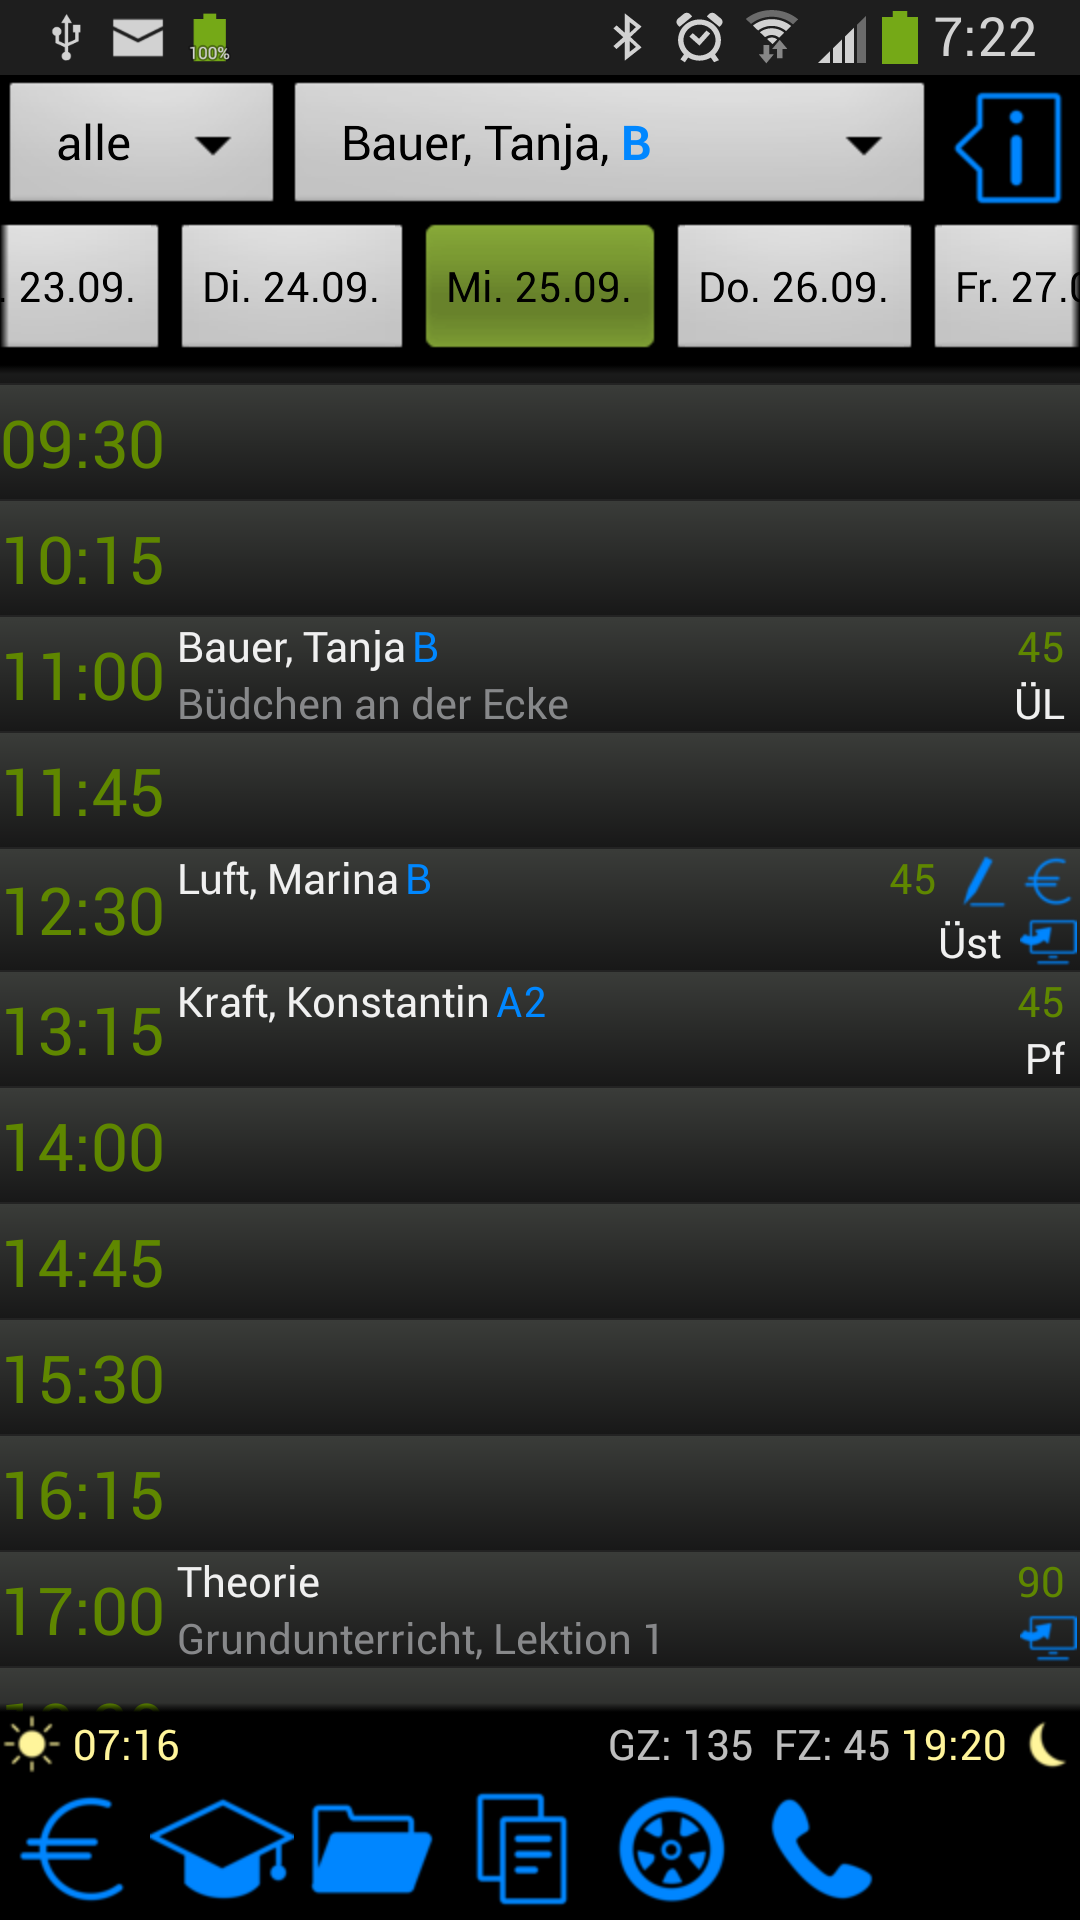 100% 7:22
alle Bauer, Tanja, B
. 23.09. Di. 24.09. Mi. 25.09. Do. 26.09. Fr. 27.0
09:30
10:15
11:00 Bauer, Tanja B 45
Büdchen an der Ecke ÜL
11:45
12:30 Luft, Marina B 45
Üst
13:15 Kraft, Konstantin A2 45
Pf
14:00
14:45
15:30
16:15
17:00 Theorie 90
Grundunterricht, Lektion 1
07:16 GZ: 135 FZ: 45 19:20